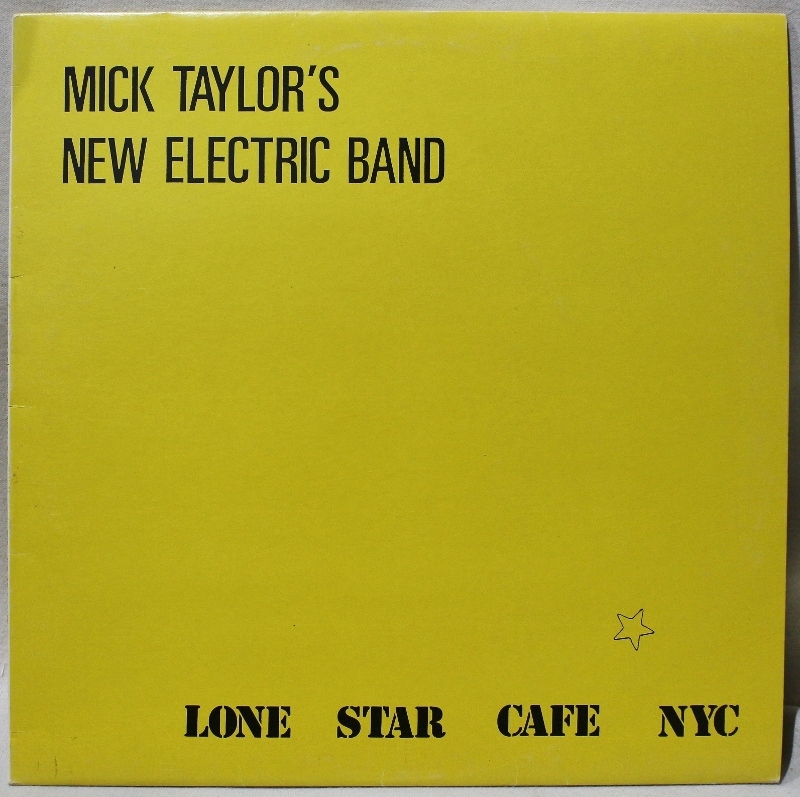 MICK TAYLOR'S
NEW ELECTRIC BAND
LONE STAR CAFE NYC